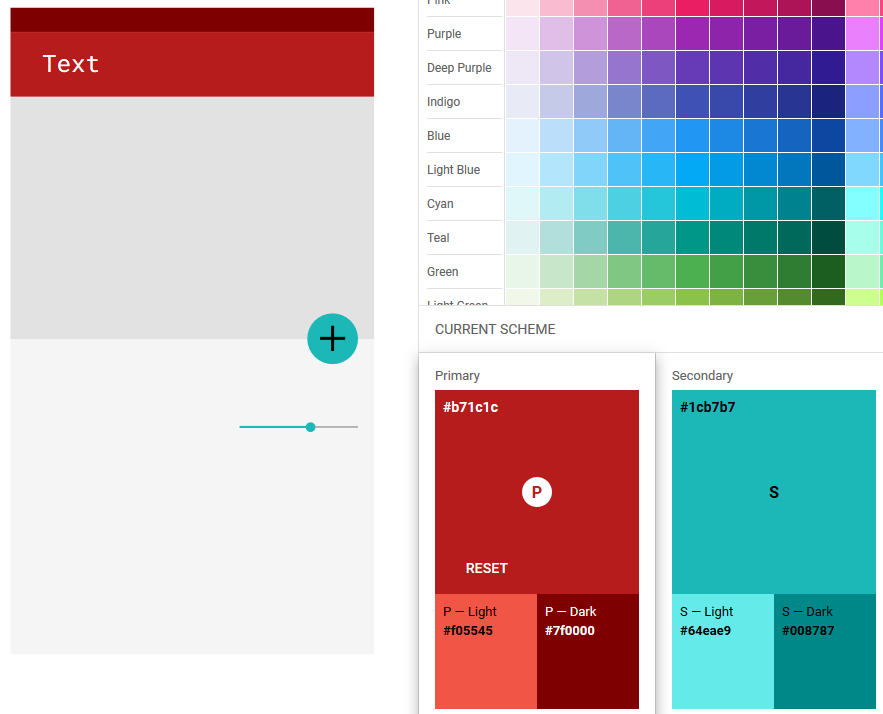 Text
Pink
Purple
Deep Purple
Indigo
Blue
Light Blue
Cyan
Teal
Green
Light Green
CURRENT SCHEME
Primary
#b71c1c
P
RESET
P — Light
#f05545
P — Dark
#7f0000
Secondary
#1cb7b7
S
S — Light
#64eae9
S — Dark
#008787